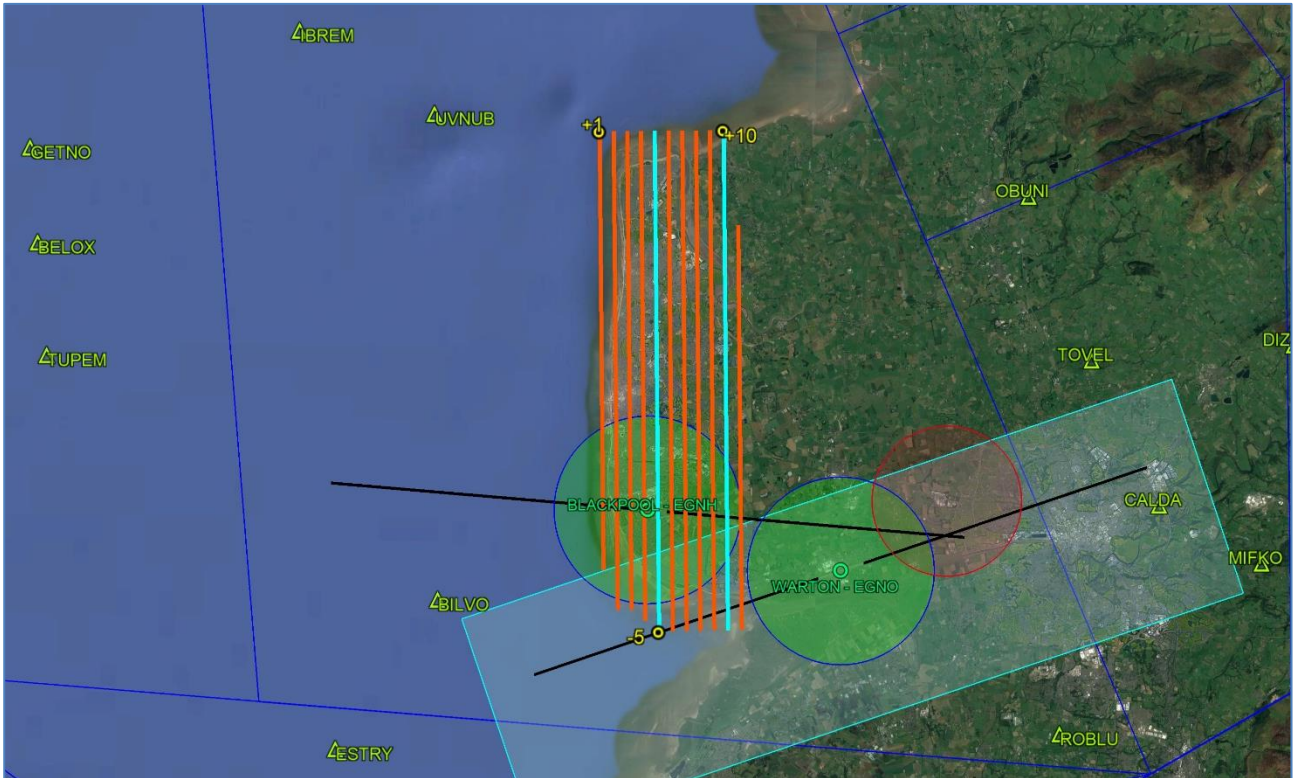 IBREM
UVNUB
+1
+10
GETNO
OBUNI
BELOX
DIZ
TUPEM
TOVEL
CALDA
BLACKPOOL - EGNH
MIFKO
WARTON - EGNO
BILVO
-5
ROBLU
ESTRY